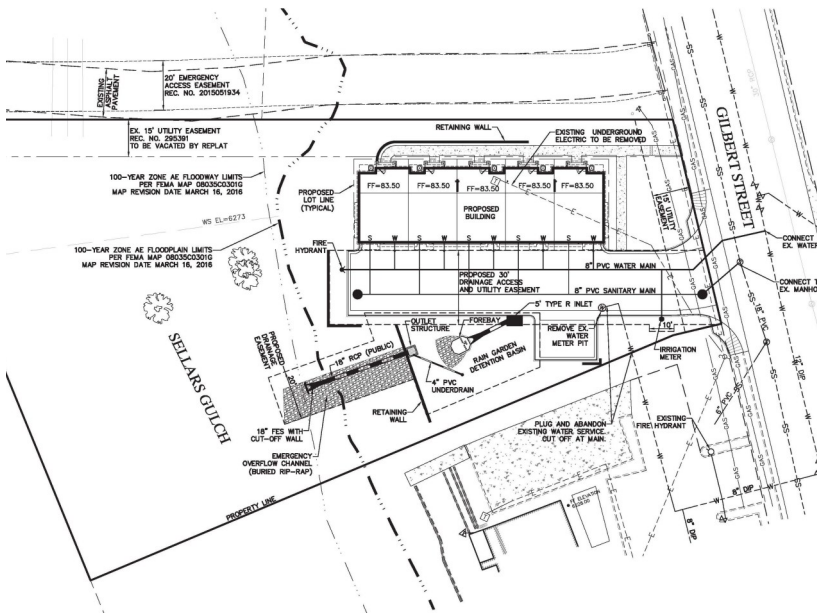 EXISTING
ASPHALT
PAVEMENT
20' EMERGENCY
ACCESS EASEMENT
REC. NO. 2015051934
EX. 15' UTILITY EASEMENT
REC. NO. 295391
TO BE VACATED BY REPLAT
RETAINING WALL
EXISTING UNDERGROUND
ELECTRIC TO BE REMOVED
100-YEAR ZONE AE FLOODWAY LIMITS
PER FEMA MAP 08035C0301G
MAP REVISION DATE MARCH 16, 2016
PROPOSED
LOT LINE
(TYPICAL)
FF=83.50
FF=83.50
FF=83.50
FF=83.50
FF=83.50
PROPOSED
BUILDING
15' UTILITY
EASEMENT
GILBERT STREET
WS EL=6273
100-YEAR ZONE AE FLOODPLAIN LIMITS
PER FEMA MAP 08035C0301G
MAP REVISION DATE MARCH 16, 2016
FIRE
HYDRANT
S W S W S W S W S W
CONNECT
EX. WATER
8" PVC WATER MAIN
PROPOSED 30'
DRAINAGE ACCESS
AND UTILITY EASEMENT
8" PVC SANITARY MAIN
CONNECT T
EX. MANHO
SELLARS GULCH
PROPOSED
DRAINAGE
EASEMENT
20'
18" RCP (PUBLIC)
OUTLET
STRUCTURE
FOREBAY
5' TYPE R INLET
RAIN GARDEN
DETENTION BASIN
REMOVE EX.
WATER
METER PIT
10'
IRRIGATION
METER
4" PVC
UNDERDRAIN
18" FES WITH
CUT-OFF WALL
RETAINING
WALL
EMERGENCY
OVERFLOW CHANNEL
(BURIED RIP-RAP)
PLUG AND ABANDON
EXISTING WATER SERVICE.
CUT OFF AT MAIN.
EXISTING
FIRE HYDRANT
18" PVC
12" DIP
8" PVC
8" DIP
8" DIP
PROPERTY LINE